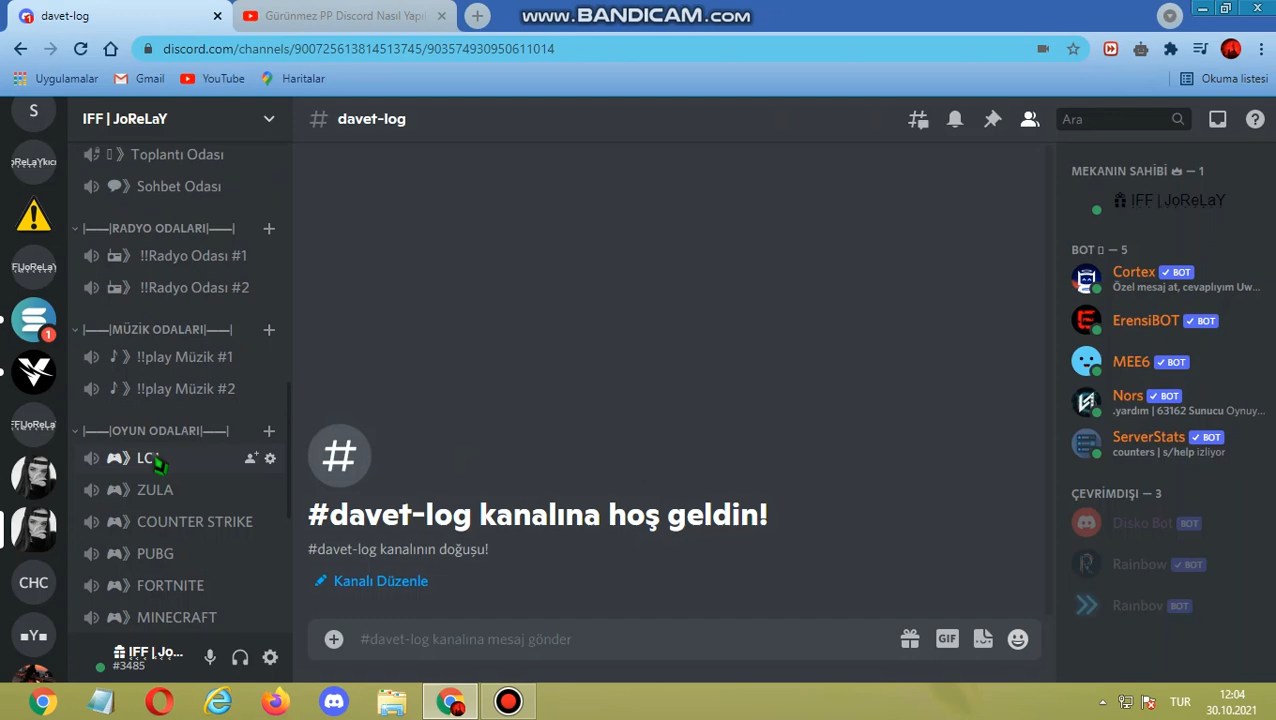 davet-log
Gürünmez PP Discord Nasıl Yapıl
www.BANDICAM.com
discord.com/channels/900725613814513745/903574930950611014
Uygulamalar
Gmail
YouTube
Haritalar
Okuma listesi
S
IFF | JoReLaY
davet-log
Ara
Toplantı Odası
Sohbet Odası
|——|RADYO ODALARI|——|
!!Radyo Odası #1
!!Radyo Odası #2
|——|MÜZİK ODALARI|——|
!!play Müzik #1
!!play Müzik #2
|——|OYUN ODALARI|——|
ZULA
COUNTER STRIKE
PUBG
FORTNITE
MINECRAFT
1
CHC
■Y■
IFF | Jo...
#3485
#davet-log kanalına hoş geldin!
#davet-log kanalının doğuşu!
Kanalı Düzenle
#davet-log kanalına mesaj gönder
GIF
MEKANIN SAHİBİ — 1
IFF | JoReLaY
BOT — 5
Cortex ✓ BOT
Özel mesaj at, cevaplıyım Uw...
ErensiBOT ✓ BOT
MEE6 ✓ BOT
Nors ✓ BOT
.yardım | 63162 Sunucu Oynuy...
ServerStats ✓ BOT
counters | s/help izliyor
ÇEVRİMDIŞI — 3
Disko Bot BOT
Rainbow ✓ BOT
Raınbov BOT
TUR
12:04
30.10.2021